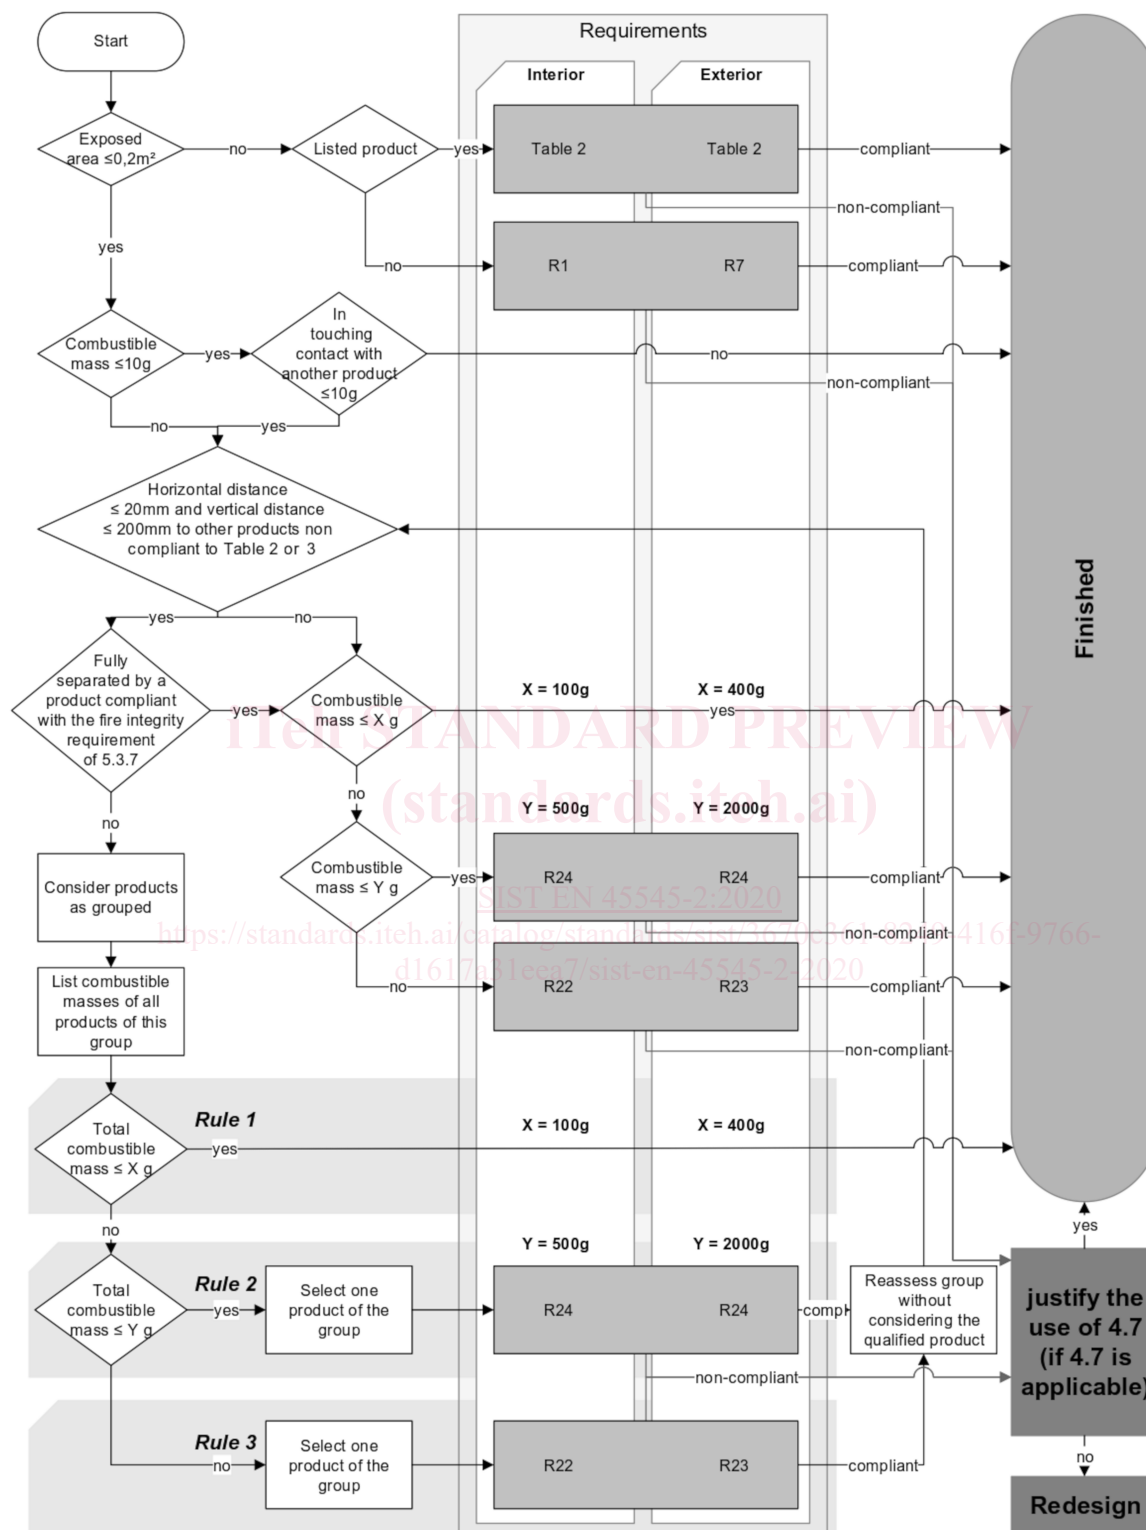 Requirements
Start
Interior
Exterior
Exposed
area ≤0,2m²
no
Listed product
yes
Table 2
Table 2
compliant
non-compliant
yes
no
R1
R7
compliant
Combustible
mass ≤10g
yes
In
touching
contact with
another product
≤10g
no
non-compliant
no
yes
Horizontal distance
≤ 20mm and vertical distance
≤ 200mm to other products non
compliant to Table 2 or 3
Finished
yes
no
Fully
separated by a
product compliant
with the fire integrity
requirement
of 5.3.7
yes
Combustible
mass ≤ X g
X = 100g
X = 400g
yes
iTeh STANDARD PREVIEW
(standards.iteh.ai)
no
no
Y = 500g
Y = 2000g
Consider products
as grouped
Combustible
mass ≤ Y g
yes
R24
R24
compliant
SIST EN 45545-2:2020
non-compliant
d1617a31eea7/sist-en-45545-2-2020
List combustible
masses of all
products of this
group
no
R22
R23
compliant
non-compliant
Rule 1
Total
combustible
mass ≤ X g
yes
X = 100g
X = 400g
no
yes
Rule 2
Total
combustible
mass ≤ Y g
yes
Select one
product of the
group
Y = 500g
Y = 2000g
R24
R24
compl
Reassess group
without
considering the
qualified product
justify the
use of 4.7
(if 4.7 is
applicable)
non-compliant
Rule 3
no
Select one
product of the
group
R22
R23
compliant
no
Redesign